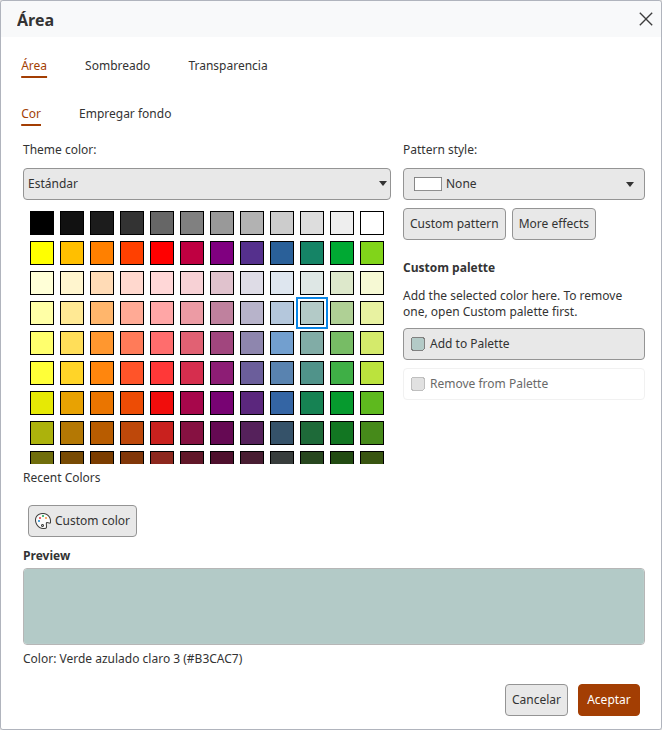 Área
Área Sombreado Transparencia
Cor Empregar fondo
Theme color:
Estándar
Pattern style:
None
Custom pattern More effects
Custom palette
Add the selected color here. To remove
one, open Custom palette first.
Add to Palette
Remove from Palette
Recent Colors
Custom color
Preview
Color: Verde azulado claro 3 (#B3CAC7)
Cancelar Aceptar